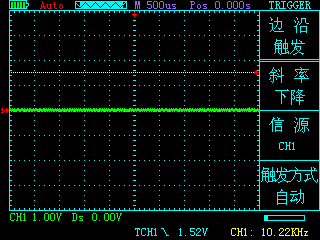 Auto M 500us Pos 0.000s TRIGGER
边 沿
触发
斜 率
下降
信 源
CH1
触发方式
自动
CH1 1.00V Ds 0.00V
TCH1 1.52V CH1: 10.22KHz